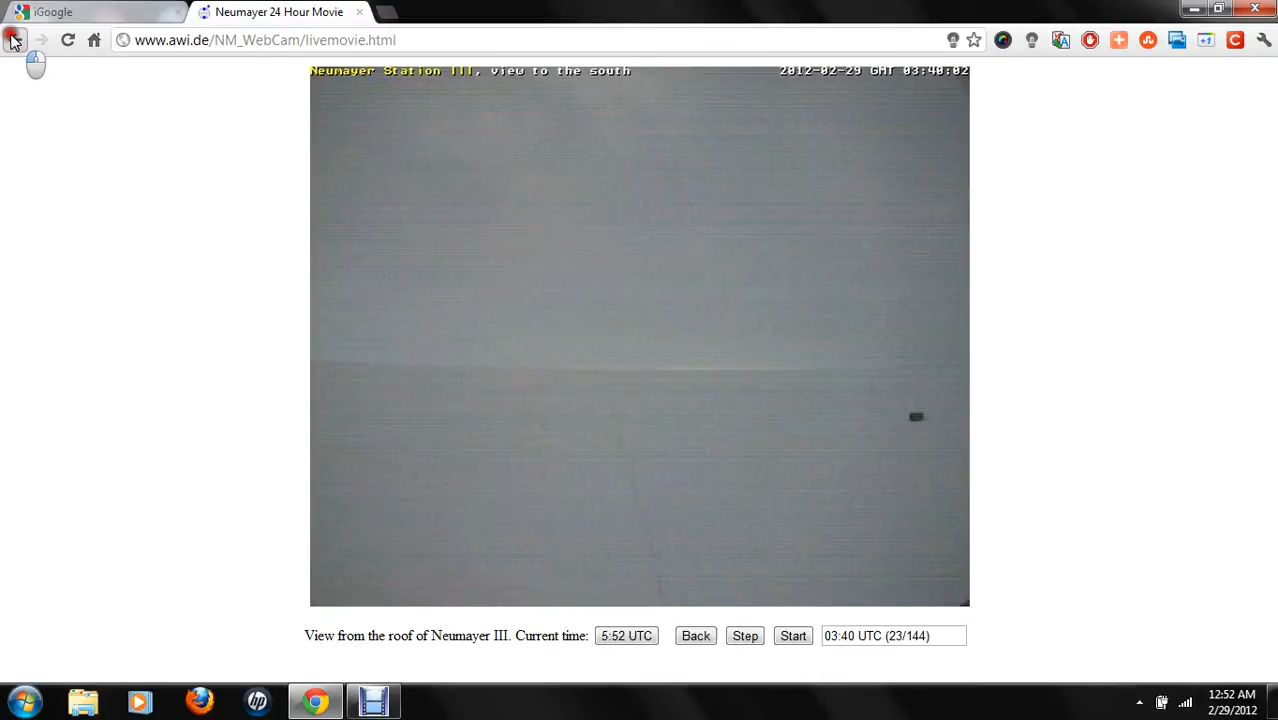 iGoogle
Neumayer 24 Hour Movie
www.awi.de/NM_WebCam/livemovie.html
Neumayer Station III, view to the south
2012-02-29 GMT 03:40:02
View from the roof of Neumayer III. Current time: 5:52 UTC Back Step Start 03:40 UTC (23/144)
12:52 AM
2/29/2012